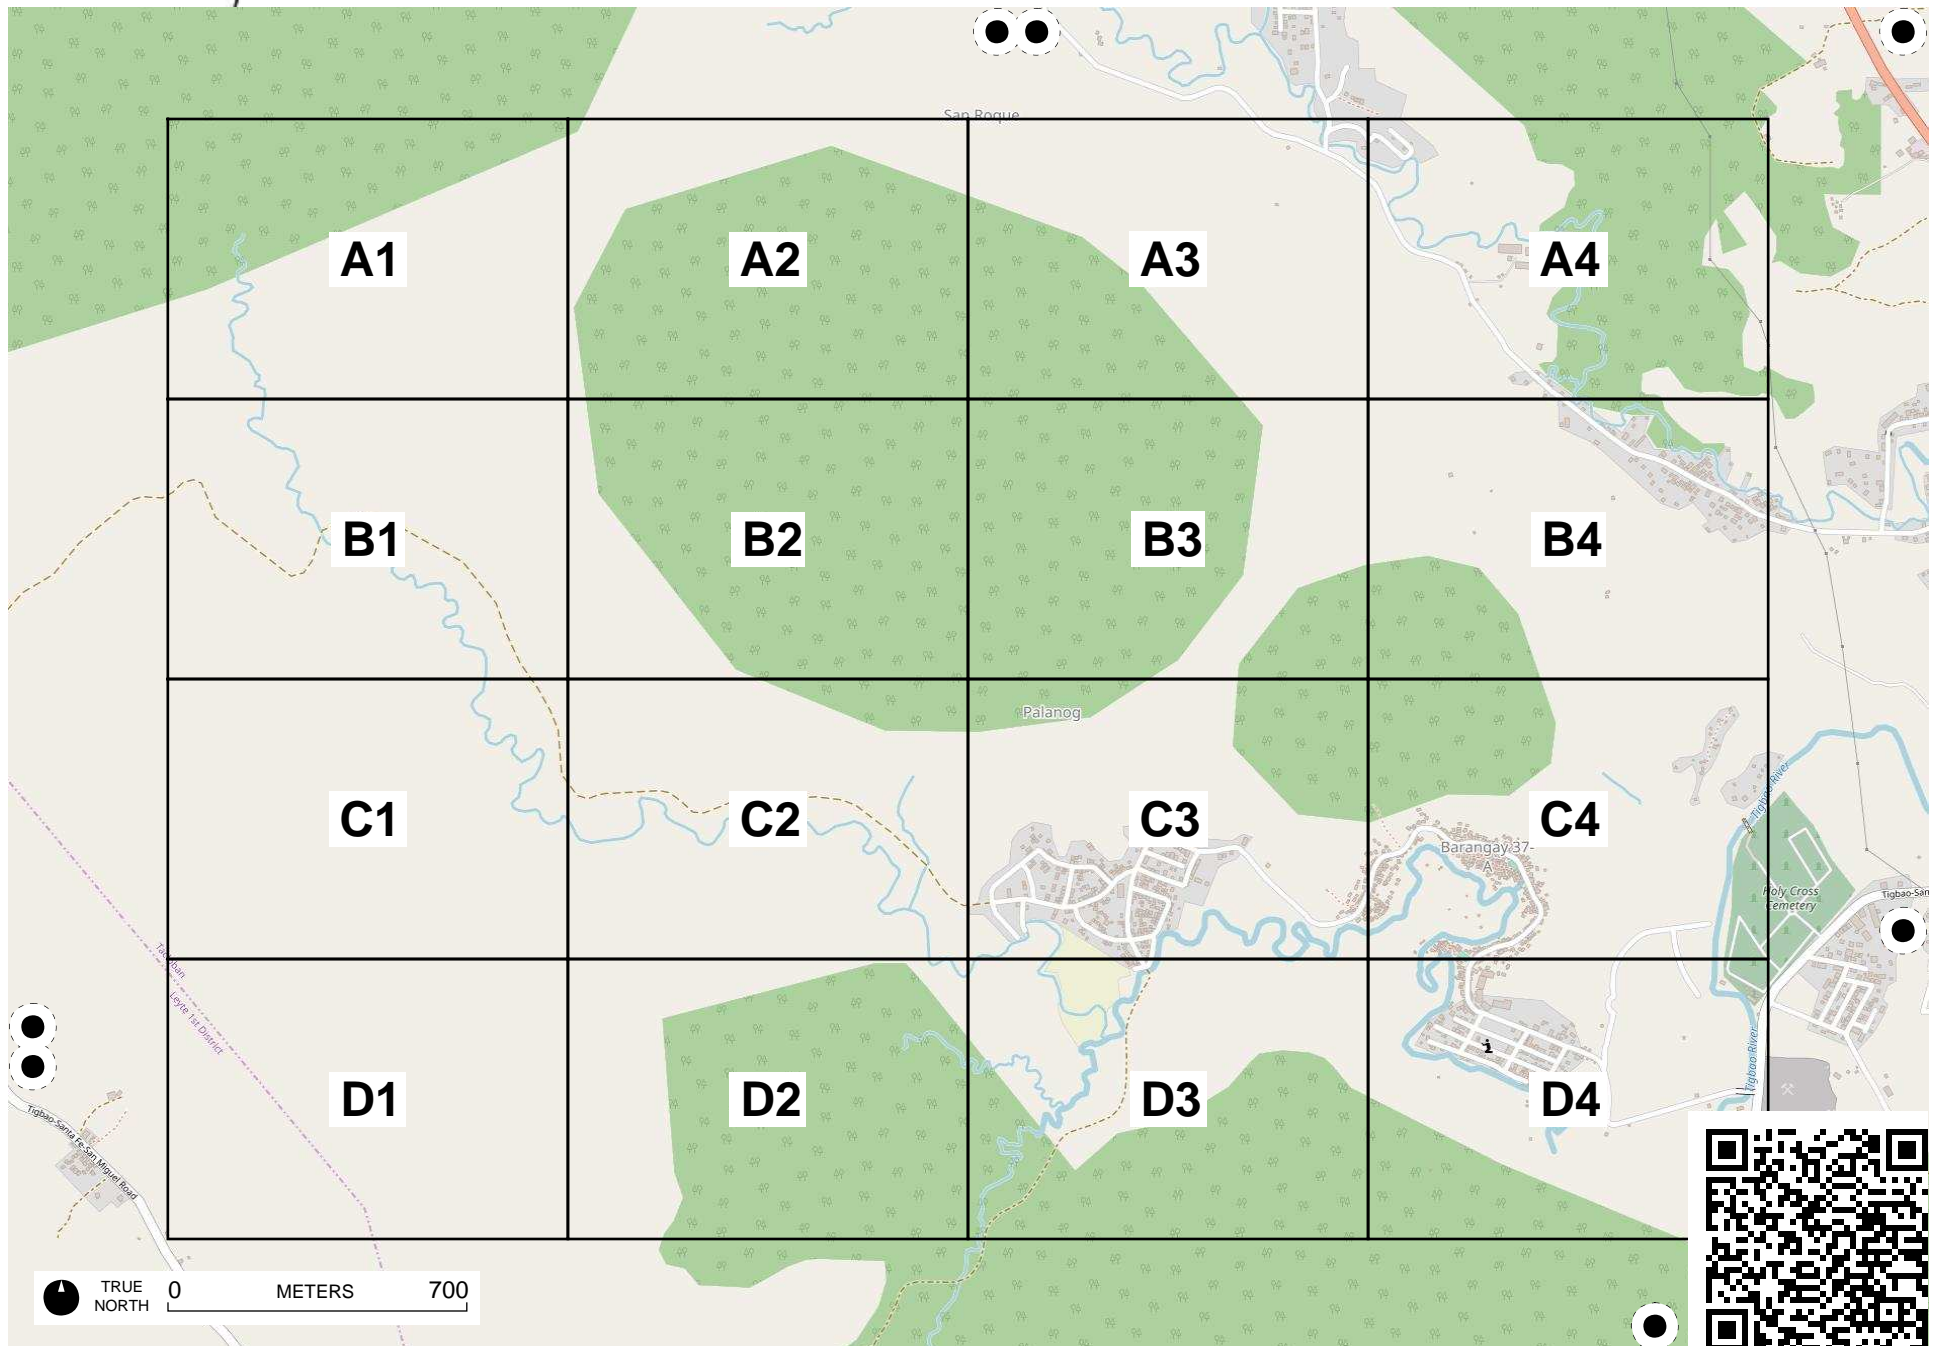 San Roque
A1
A2
A3
A4
B1
B2
B3
B4
Palanog
C1
C2
C3
C4
Tigbao River
Barangay 37-
A
Holy Cross
Cemetery
Tigbao-San
Tacloban
Leyte 1st District
D1
D2
D3
D4
Tigbao River
Tigbao-Santa Fe-San Miguel Road
TRUE
NORTH
0 METERS 700